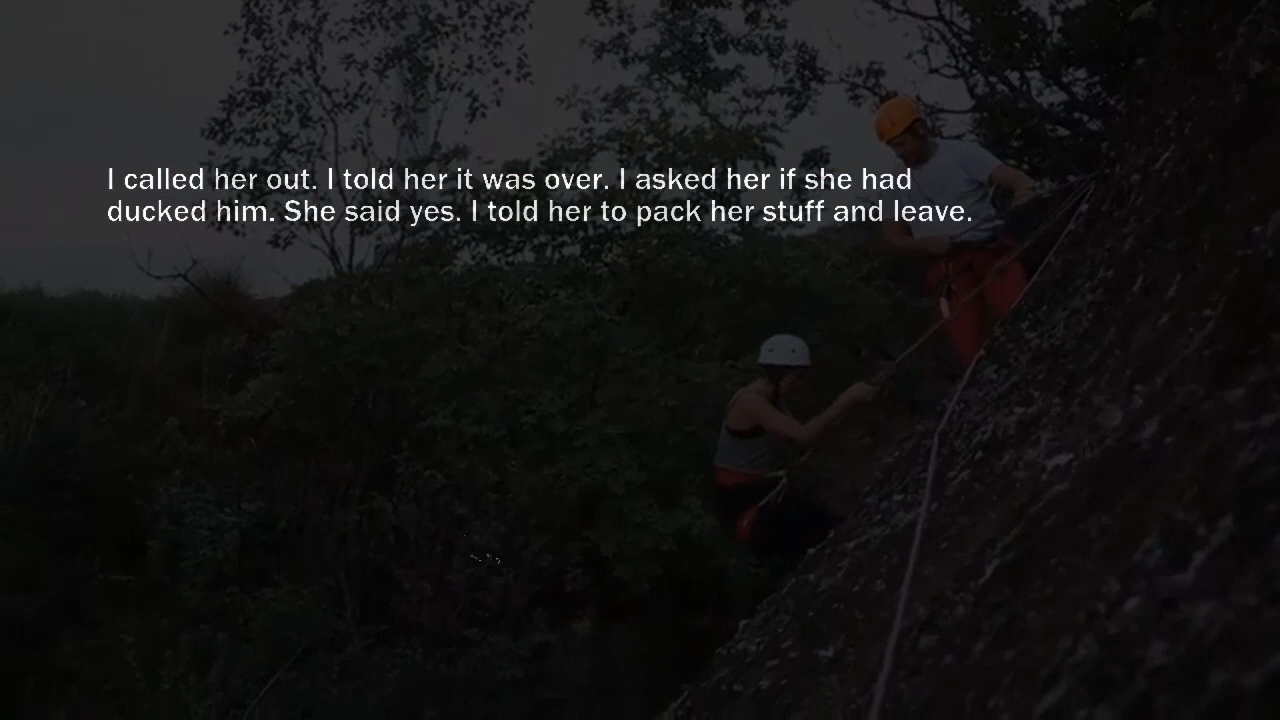 I called her out. I told her it was over. I asked her if she had
ducked him. She said yes. I told her to pack her stuff and leave.